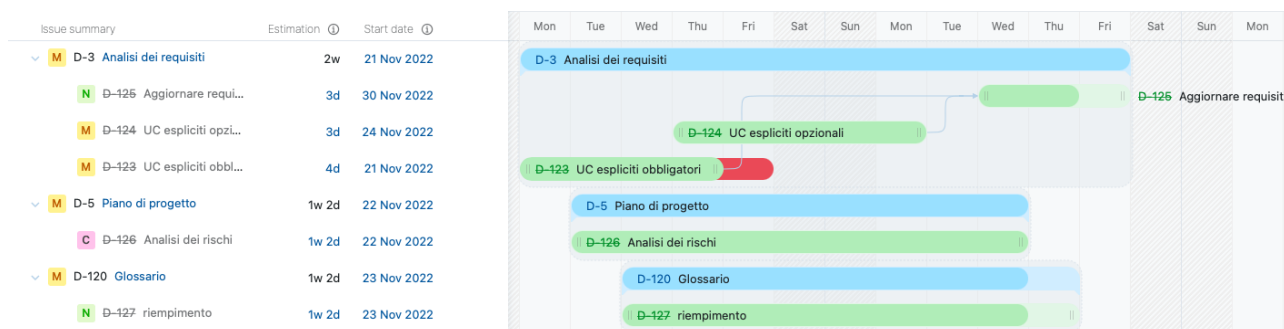 Issue summary Estimation Start date Mon Tue Wed Thu Fri Sat Sun Mon Tue Wed Thu Fri Sat Sun Mon
M D-3 Analisi dei requisiti 2w 21 Nov 2022 D-3 Analisi dei requisiti
N D-125 Aggiornare requi... 3d 30 Nov 2022 D-125 Aggiornare requisit
M D-124 UC espliciti opzi... 3d 24 Nov 2022 D-124 UC espliciti opzionali
M D-123 UC espliciti obbl... 4d 21 Nov 2022 D-123 UC espliciti obbligatori
M D-5 Piano di progetto 1w 2d 22 Nov 2022 D-5 Piano di progetto
C D-126 Analisi dei rischi 1w 2d 22 Nov 2022 D-126 Analisi dei rischi
M D-120 Glossario 1w 2d 23 Nov 2022 D-120 Glossario
N D-127 riempimento 1w 2d 23 Nov 2022 D-127 riempimento